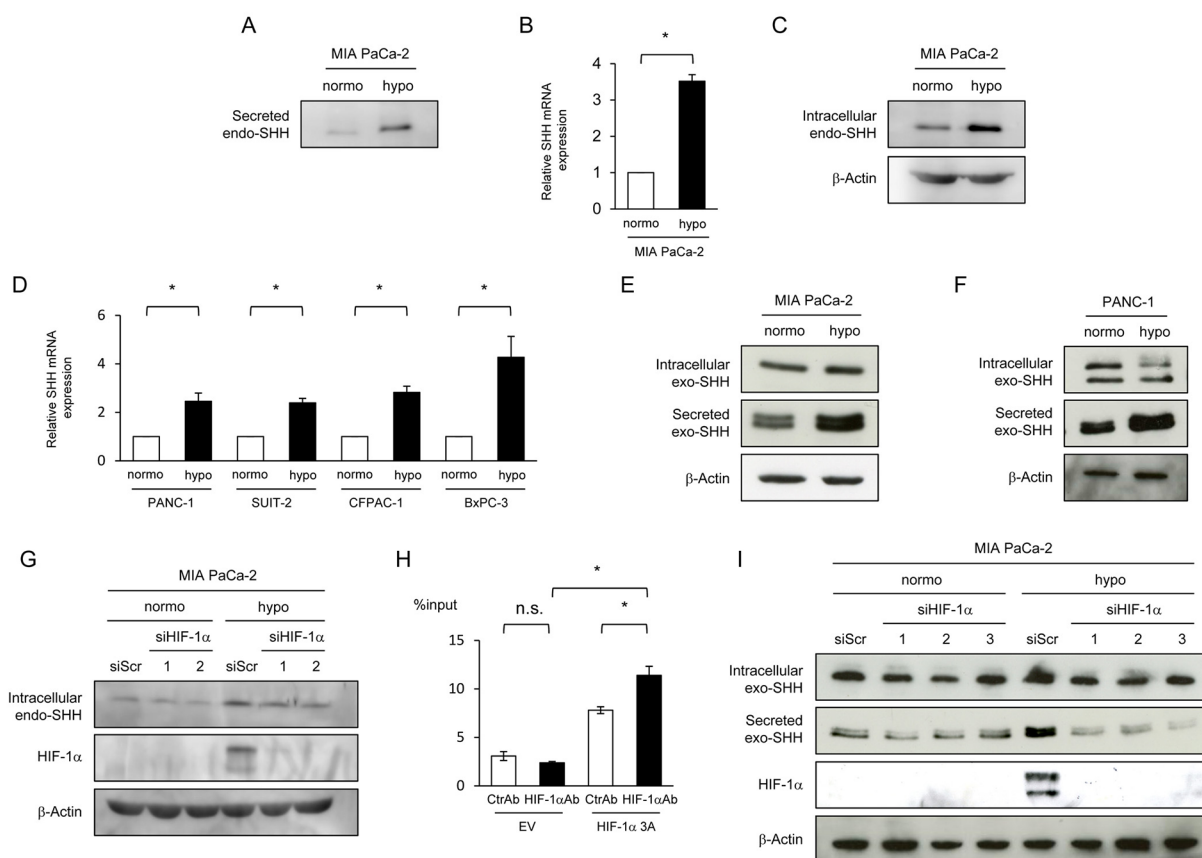 A
MIA PaCa-2
normo hypo
Secreted
endo-SHH
B
*
Relative SHH mRNA
expression
4
3
2
1
0
normo hypo
MIA PaCa-2
C
MIA PaCa-2
normo hypo
Intracellular
endo-SHH
β-Actin
D
* * * *
Relative SHH mRNA
expression
6
4
2
0
normo hypo normo hypo normo hypo normo hypo
PANC-1 SUIT-2 CFPAC-1 BxPC-3
E
MIA PaCa-2
normo hypo
Intracellular
exo-SHH
Secreted
exo-SHH
β-Actin
F
PANC-1
normo hypo
Intracellular
exo-SHH
Secreted
exo-SHH
β-Actin
G
MIA PaCa-2
normo hypo
siHIF-1α siHIF-1α
siScr 1 2 siScr 1 2
Intracellular
endo-SHH
HIF-1α
β-Actin
H
*
%input n.s. *
15
10
5
0
CtrAb HIF-1αAb CtrAb HIF-1αAb
EV HIF-1α 3A
I
MIA PaCa-2
normo hypo
siHIF-1α siHIF-1α
siScr 1 2 3 siScr 1 2 3
Intracellular
exo-SHH
Secreted
exo-SHH
HIF-1α
β-Actin